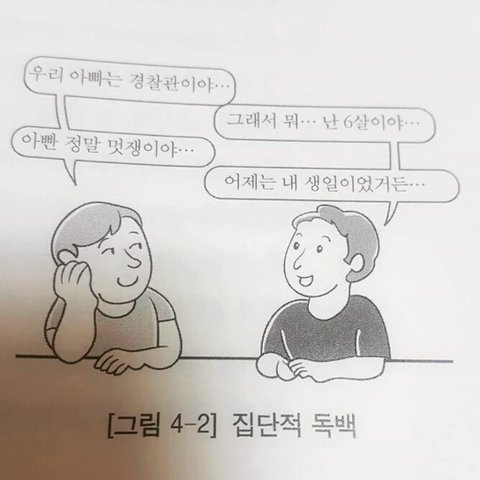 우리 아빠는 경찰관이야…
아빤 정말 멋쟁이야…
그래서 뭐… 난 6살이야…
어제는 내 생일이었거든…
[그림 4-2] 집단적 독백